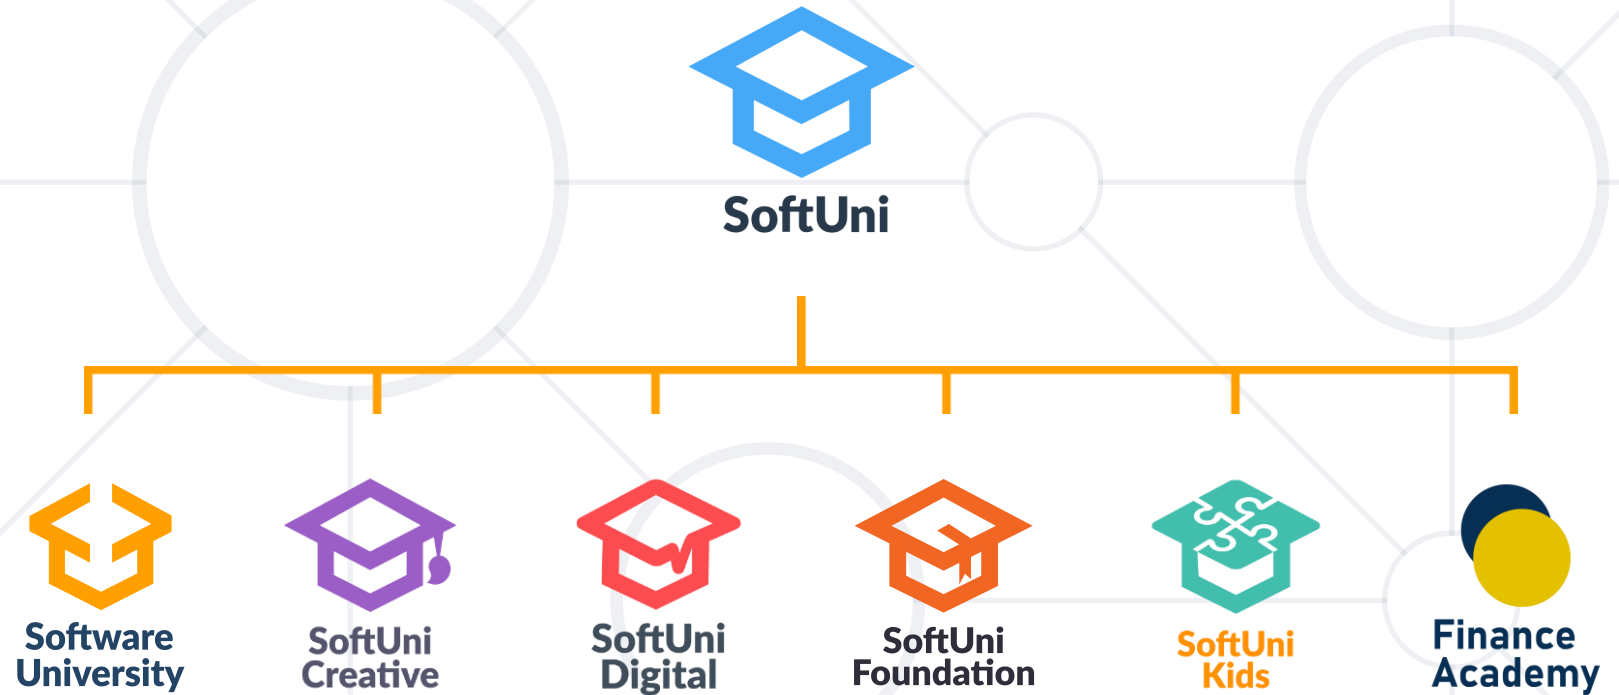 SoftUni
Software
University
SoftUni
Creative
SoftUni
Digital
SoftUni
Foundation
SoftUni
Kids
Finance
Academy